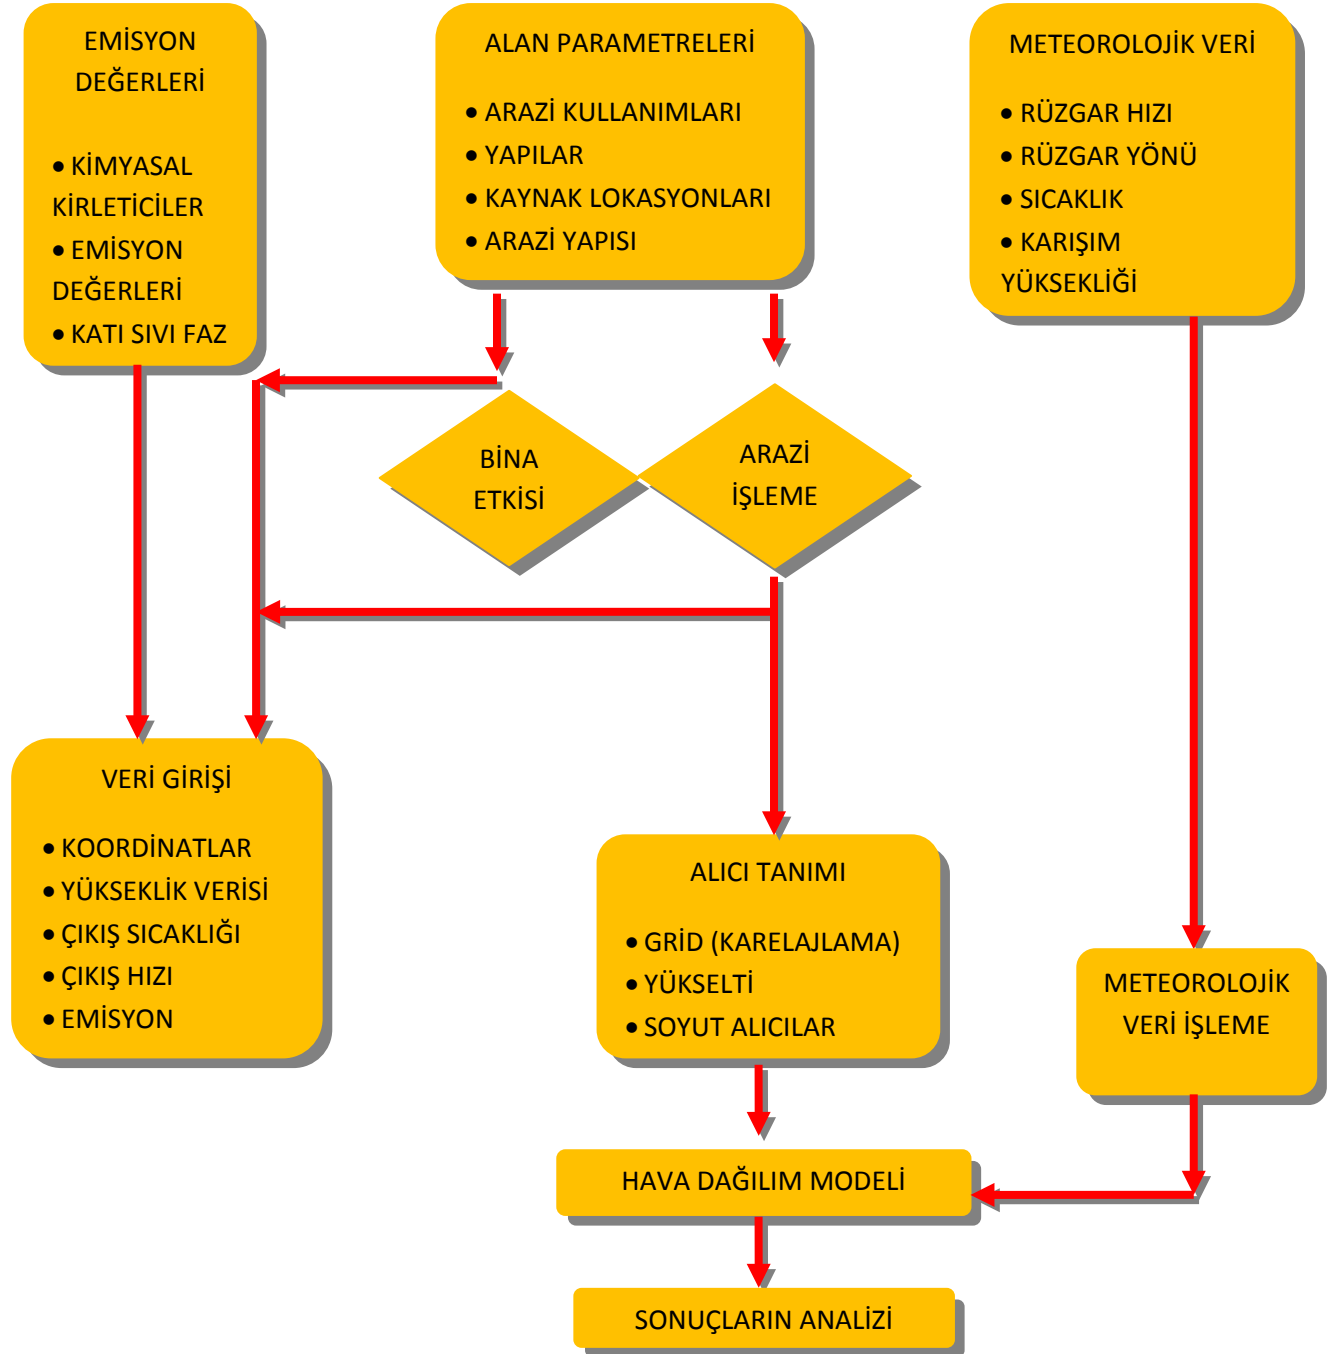 EMİSYON
DEĞERLERİ
• KİMYASAL
KİRLETİCİLER
• EMİSYON
DEĞERLERİ
• KATI SIVI FAZ
ALAN PARAMETRELERİ
• ARAZİ KULLANIMLARI
• YAPILAR
• KAYNAK LOKASYONLARI
• ARAZİ YAPISI
METEOROLOJİK VERİ
• RÜZGAR HIZI
• RÜZGAR YÖNÜ
• SICAKLIK
• KARIŞIM
YÜKSEKLİĞİ
BİNA
ETKİSİ
ARAZİ
İŞLEME
VERİ GİRİŞİ
• KOORDİNATLAR
• YÜKSEKLİK VERİSİ
• ÇIKIŞ SICAKLIĞI
• ÇIKIŞ HIZI
• EMİSYON
ALICI TANIMI
• GRİD (KARELAJLAMA)
• YÜKSELTİ
• SOYUT ALICILAR
METEOROLOJİK
VERİ İŞLEME
HAVA DAĞILIM MODELİ
SONUÇLARIN ANALİZİ